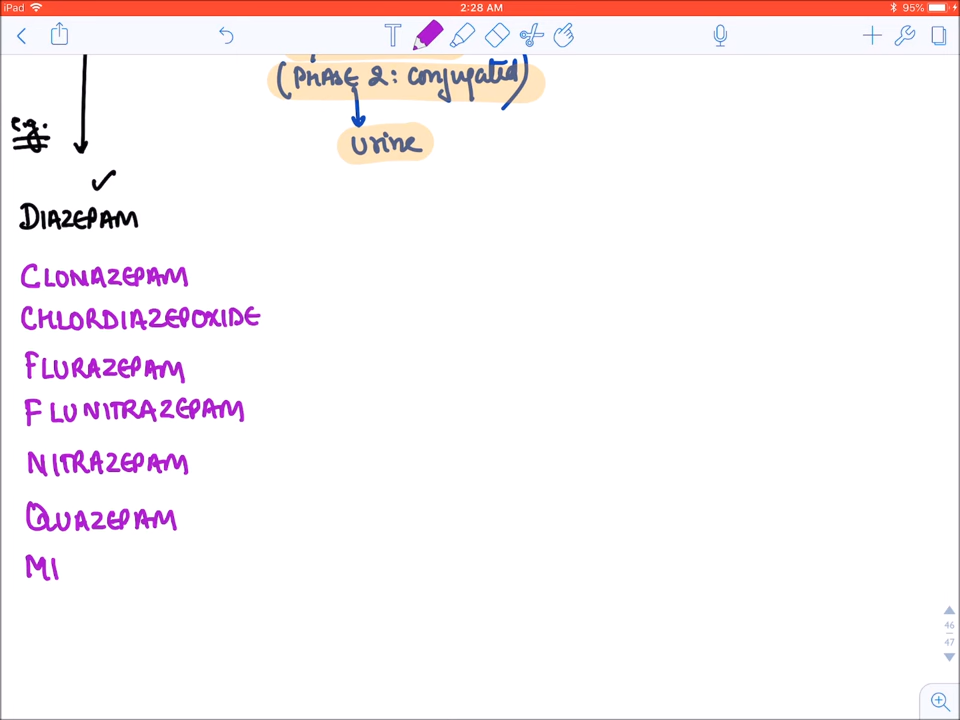 iPad 2:28 AM 95%
T
(PHASE 2: conjugated)
e.g.
urine
DIAZEPAM
CLONAZEPAM
CHLORDIAZEPOXIDE
FLURAZEPAM
FLUNITRAZEPAM
NITRAZEPAM
QUAZEPAM
MI
46
47